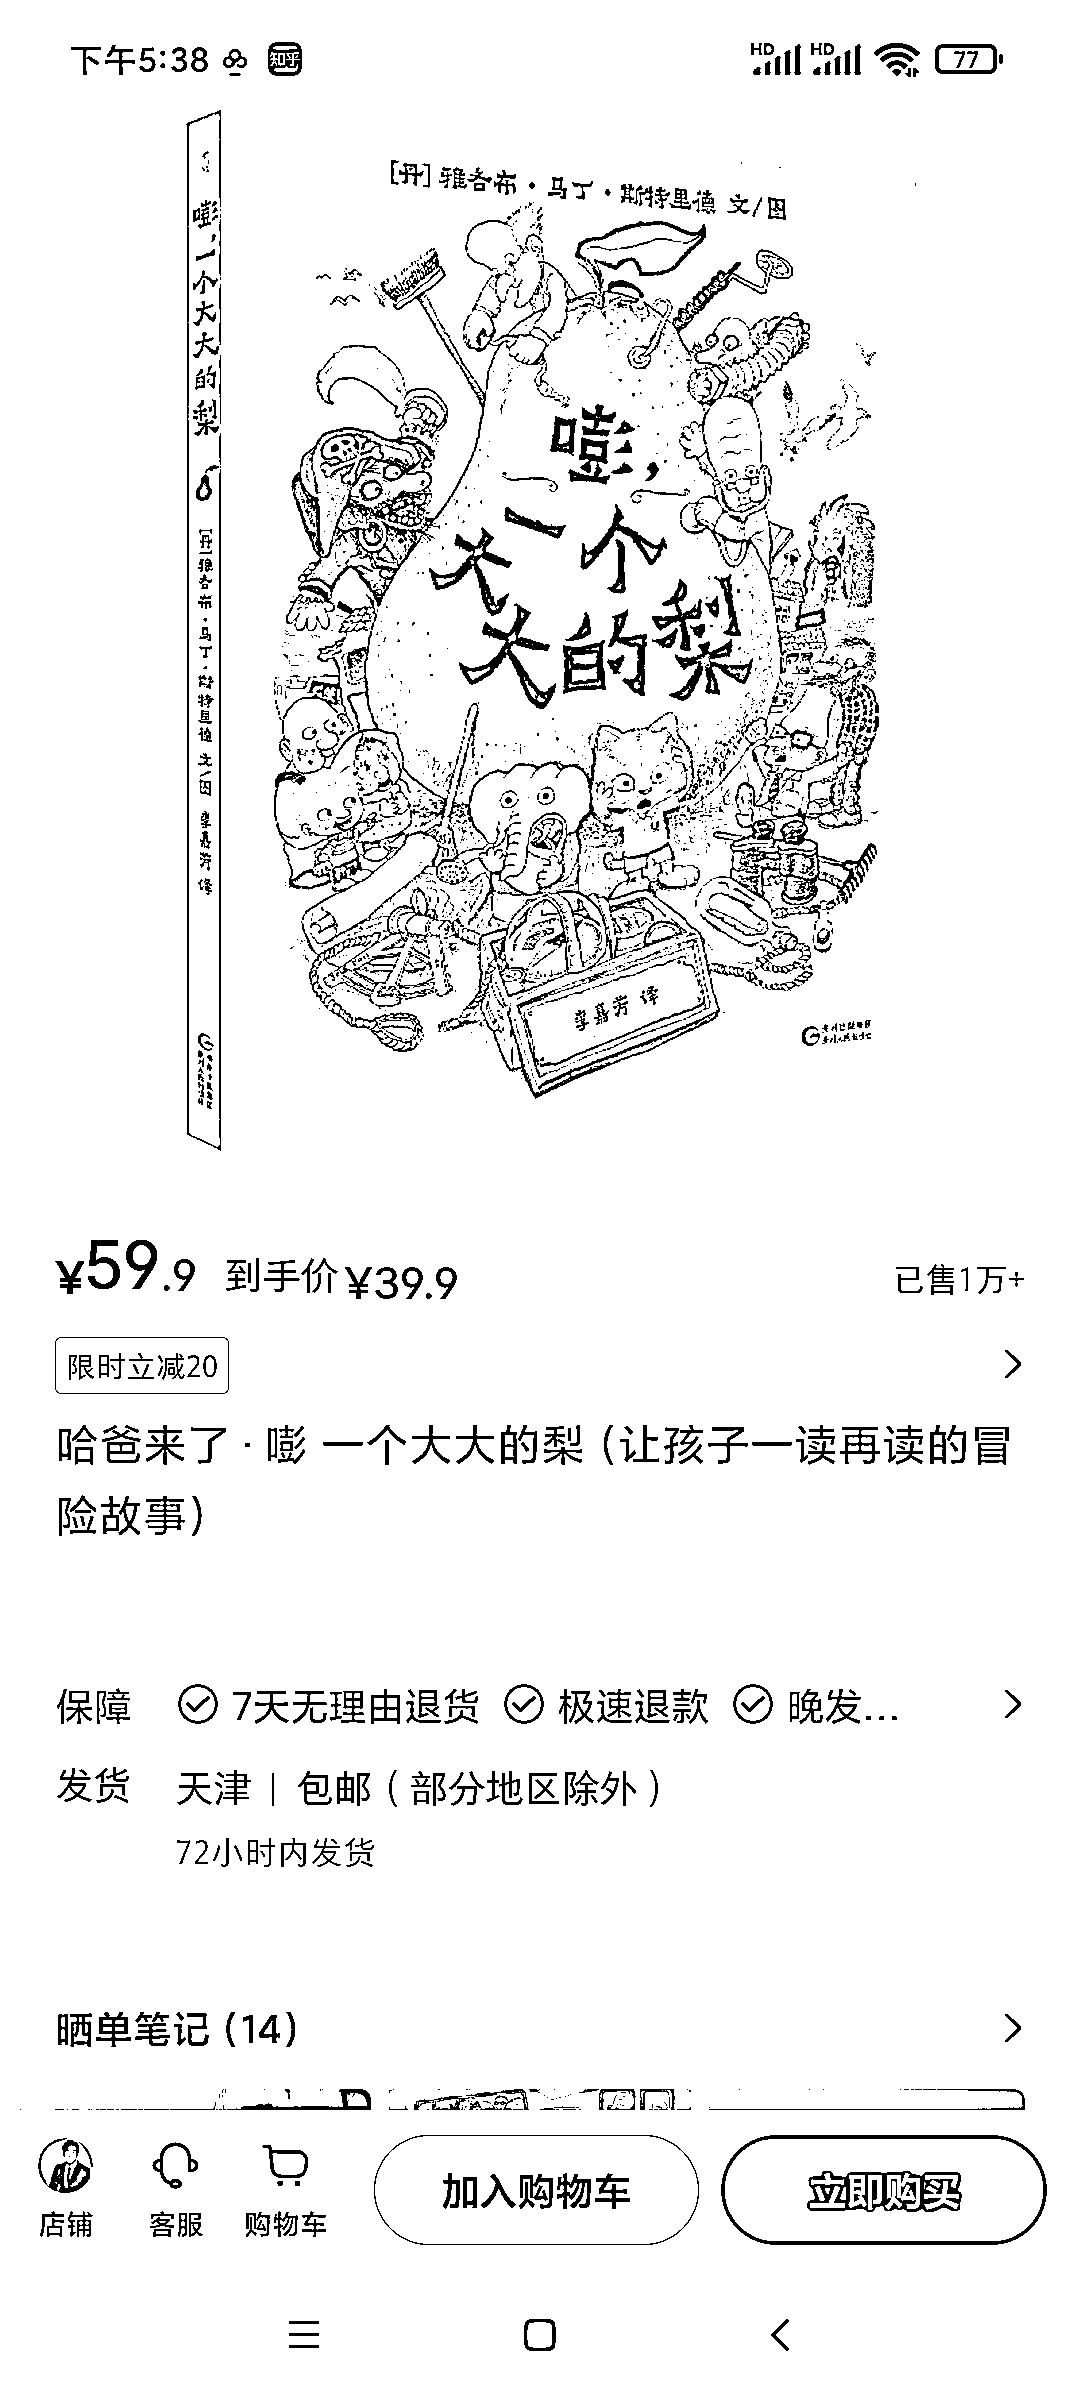 下午5:38 知乎 HD HD 77
[丹] 雅各布·马丁·斯特里德 文/图
嘭，一个大大的梨
[丹] 雅各布·马丁·斯特里德 文/图 李嘉芳 译
嘭，
一个
大
大的梨
李嘉芳 译
¥59.9 到手价¥39.9 已售1万+
限时立减20
哈爸来了·嘭 一个大大的梨（让孩子一读再读的冒
险故事）
保障 7天无理由退货 极速退款 晚发...
发货 天津 | 包邮（部分地区除外）
72小时内发货
晒单笔记（14）
店铺 客服 购物车 加入购物车 立即购买